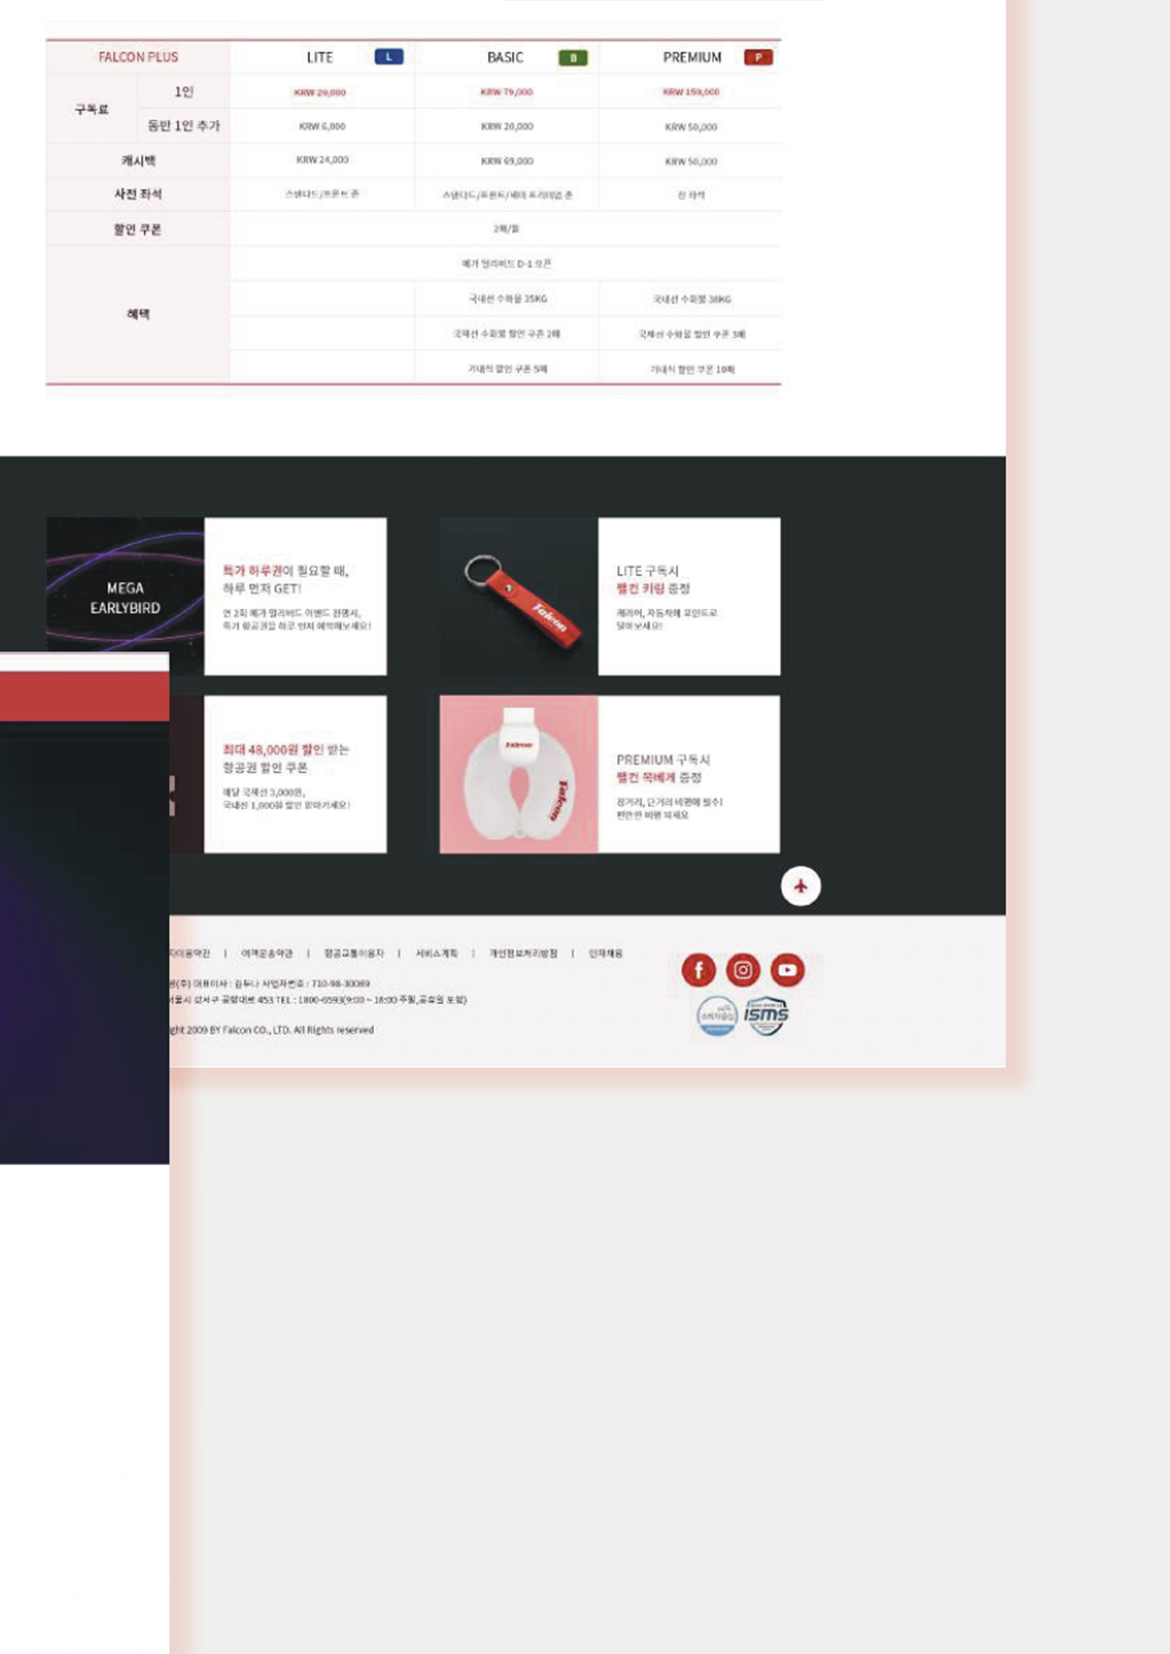 FALCON PLUS LITE L BASIC B PREMIUM P
구독료 1인 KRW 29,000 KRW 79,000 KRW 159,000
동반 1인 추가 KRW 6,000 KRW 20,000 KRW 50,000
캐시백 KRW 24,000 KRW 69,000 KRW 50,000
사전 좌석 스탠다드/프론트 존 스탠다드/프론트/세미 프리미엄 존 전 좌석
할인 쿠폰 2매/월
혜택 메가 얼리버드 D-1 오픈
국내선 수화물 35KG 국내선 수화물 38KG
국제선 수화물 할인 쿠폰 2매 국제선 수화물 할인 쿠폰 3매
기내식 할인 쿠폰 5매 기내식 할인 쿠폰 10매
MEGA
EARLYBIRD
특가 하루권이 필요할 때,
하루 먼저 GET!
연 2회 메가 얼리버드 이벤트 진행시,
특가 항공권을 하루 먼저 예약해보세요!
Falcon
LITE 구독시
팰컨 키링 증정
캐리어, 자동차에 포인트로
달아보세요!
최대 48,000원 할인 받는
항공권 할인 쿠폰
매달 국제선 3,000원,
국내선 1,000원 할인 받아가세요!
Falcon
Falcon
PREMIUM 구독시
팰컨 목베게 증정
장거리, 단거리 비행에 필수!
편안한 비행 되세요
이용약관 | 여객운송약관 | 항공교통이용자 | 서비스계획 | 개인정보처리방침 | 인재채용
(주) 대표이사 : 김두나 사업자번호 : 710-98-30089
울시 강서구 공항대로 453 TEL : 1800-6593(9:00 ~ 18:00 주말,공휴일 포함)
ght 2009 BY Falcon CO., LTD. All Rights reserved
ISMS